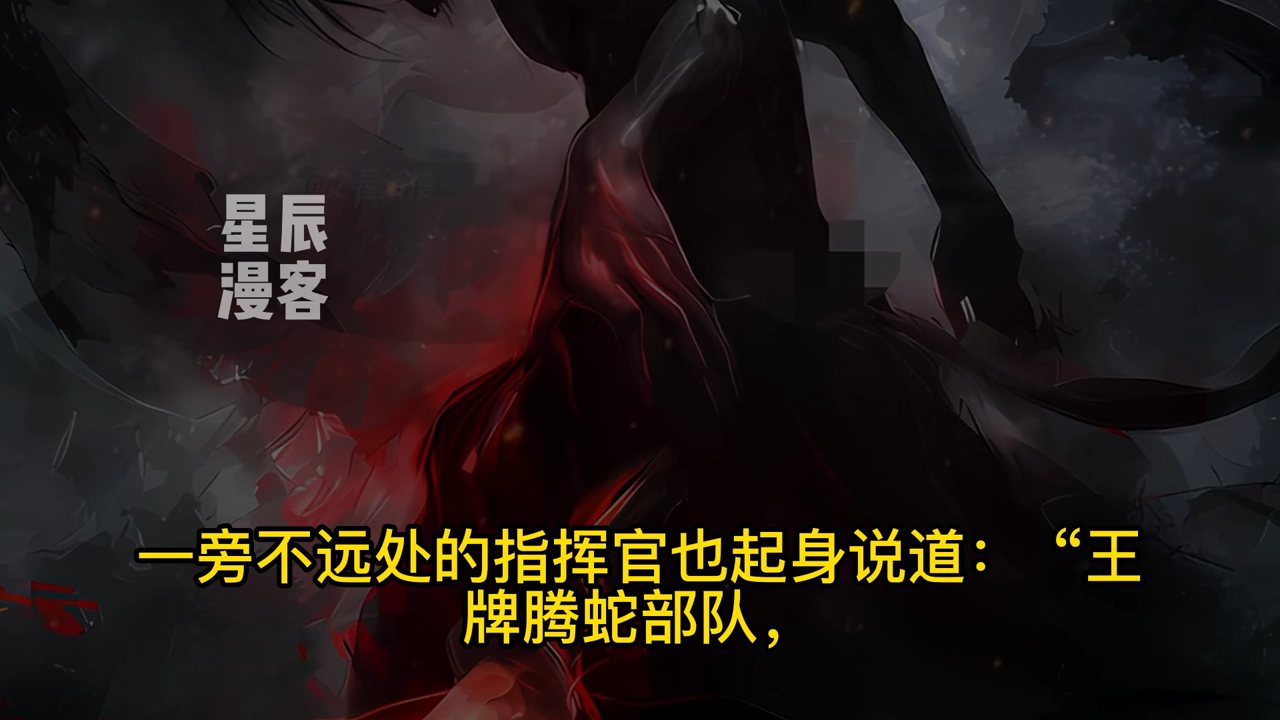 星辰
漫客
一旁不远处的指挥官也起身说道：“王
牌腾蛇部队，